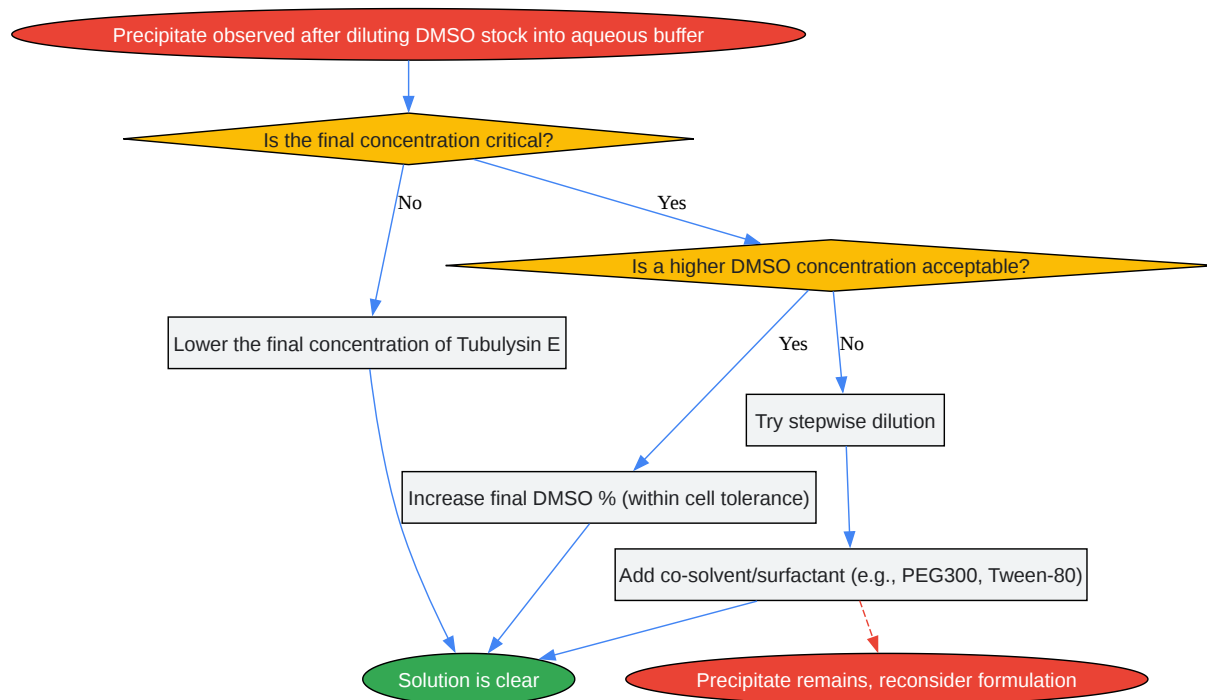 Precipitate observed after diluting DMSO stock into aqueous buffer
Is the final concentration critical?
No
Yes
Is a higher DMSO concentration acceptable?
Lower the final concentration of Tubulysin E
Yes
No
Try stepwise dilution
Increase final DMSO % (within cell tolerance)
Add co-solvent/surfactant (e.g., PEG300, Tween-80)
Solution is clear
Precipitate remains, reconsider formulation